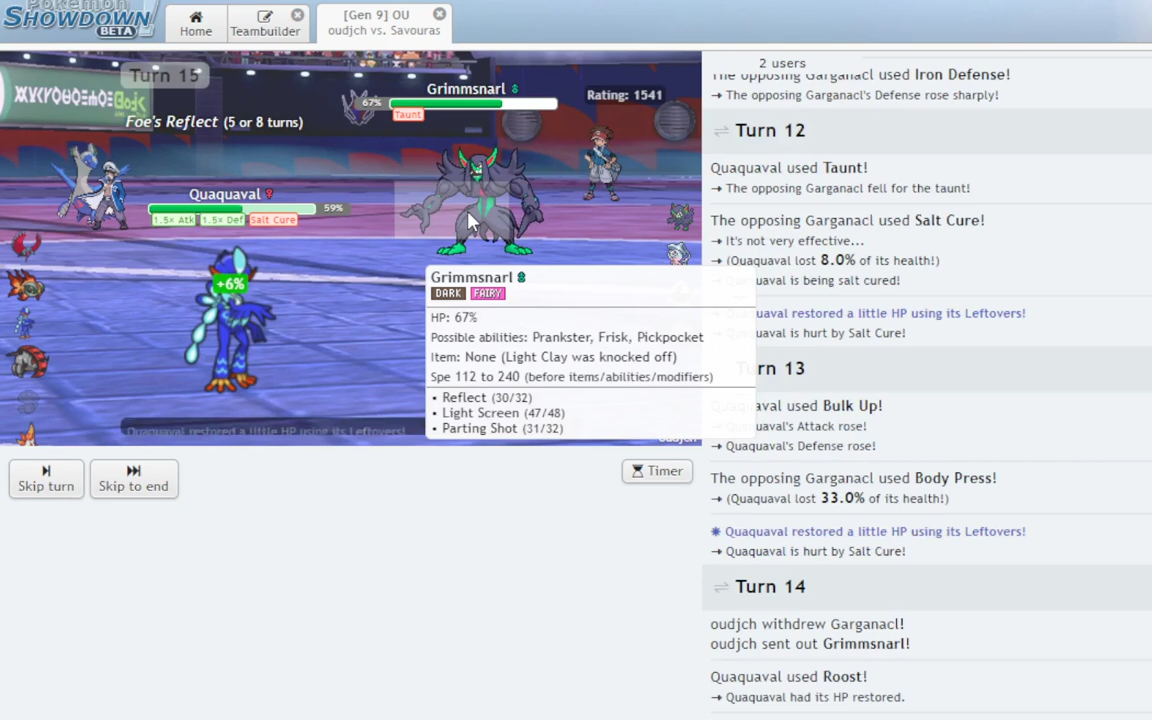 Pokémon
SHOWDOWN
BETA
Home
Teambuilder
[Gen 9] OU
oudjch vs. Savouras
2 users
Turn 15
Foe's Reflect (5 or 8 turns)
Grimmsnarl
67%
Taunt
Rating: 1541
Quaquaval
59%
1.5× Atk 1.5× Def Salt Cure
+6%
Grimmsnarl
DARK FAIRY
HP: 67%
Possible abilities: Prankster, Frisk, Pickpocket
Item: None (Light Clay was knocked off)
Spe 112 to 240 (before items/abilities/modifiers)
• Reflect (30/32)
• Light Screen (47/48)
• Parting Shot (31/32)
Quaquaval restored a little HP using its Leftovers!
oudjch
Skip turn
Skip to end
Timer
The opposing Garganacl used Iron Defense!
→ The opposing Garganacl's Defense rose sharply!
Turn 12
Quaquaval used Taunt!
→ The opposing Garganacl fell for the taunt!
The opposing Garganacl used Salt Cure!
→ It's not very effective...
→ (Quaquaval lost 8.0% of its health!)
Quaquaval is being salt cured!
Quaquaval restored a little HP using its Leftovers!
Quaquaval is hurt by Salt Cure!
Turn 13
Quaquaval used Bulk Up!
Quaquaval's Attack rose!
Quaquaval's Defense rose!
The opposing Garganacl used Body Press!
→ (Quaquaval lost 33.0% of its health!)
Quaquaval restored a little HP using its Leftovers!
→ Quaquaval is hurt by Salt Cure!
Turn 14
oudjch withdrew Garganacl!
oudjch sent out Grimmsnarl!
Quaquaval used Roost!
→ Quaquaval had its HP restored.